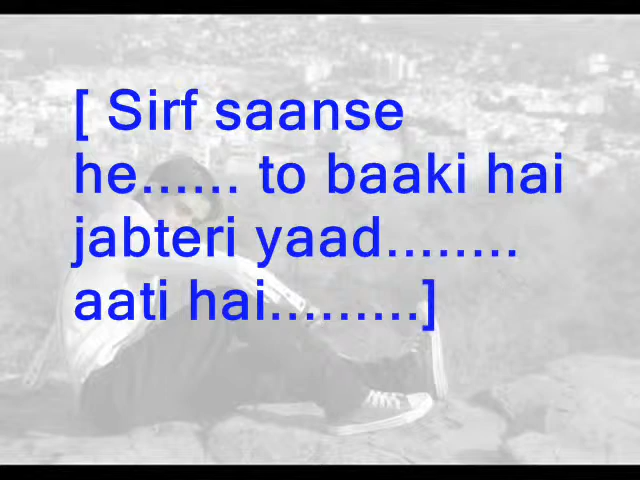 [ Sirf saanse
he...... to baaki hai
jabteri yaad........
aati hai.........]